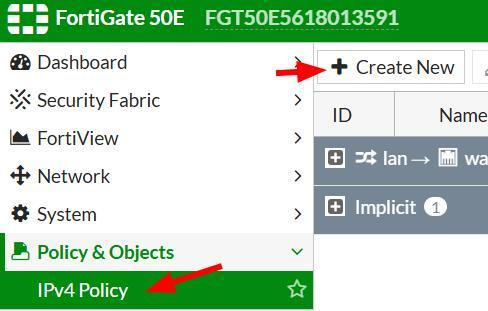 FortiGate 50E FGT50E5618013591
Dashboard
Security Fabric
FortiView
Network
System
Policy & Objects
IPv4 Policy
Create New
ID Name
lan → wa
Implicit 1